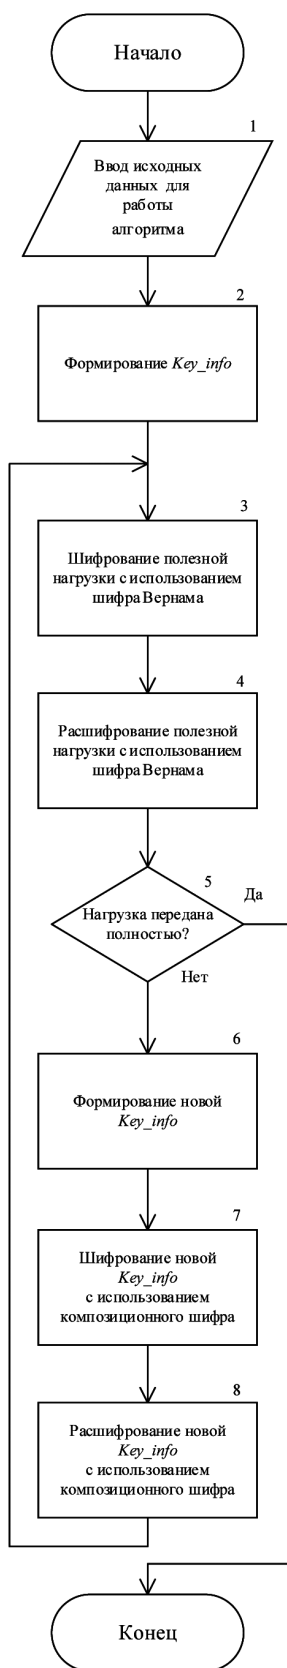 Начало
1
Ввод исходных
данных для
работы
алгоритма
2
Формирование Key_info
3
Шифрование полезной
нагрузки с использованием
шифра Вернама
4
Расшифрование полезной
нагрузки с использованием
шифра Вернама
5
Да
Нагрузка передана
полностью?
Нет
6
Формирование новой
Key_info
7
Шифрование новой
Key_info
с использованием
композиционного шифра
8
Расшифрование новой
Key_info
с использованием
композиционного шифра
Конец